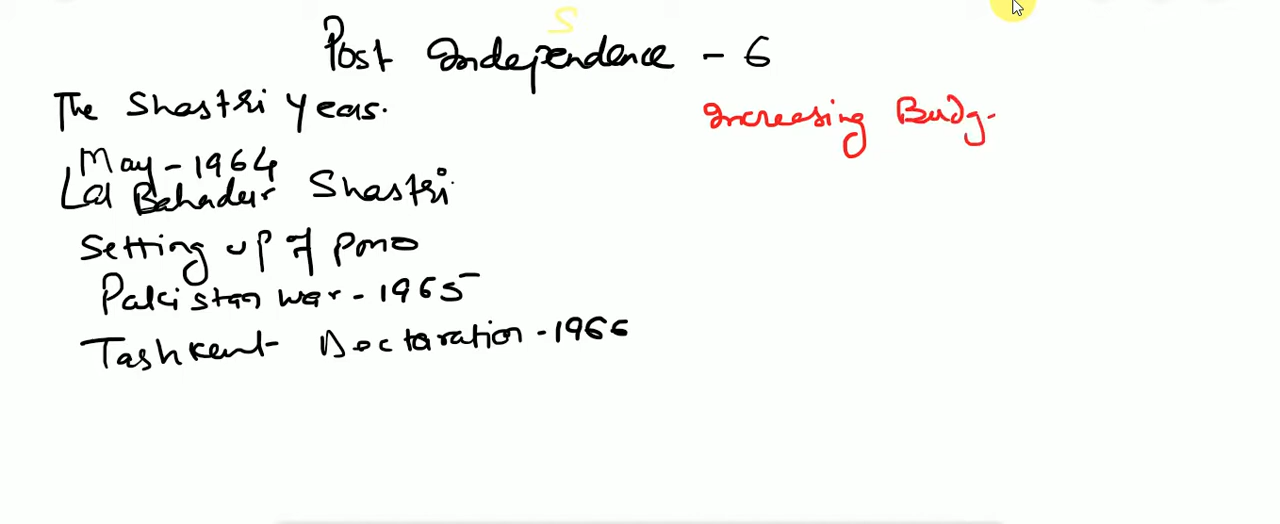 S
Post Independence - 6
The Shastri Years.
Increasing Budg.
May - 1964
Lal Bahadur Shastri
Setting up of PMO
Pakistan war - 1965
Tashkent Doctaration - 1966